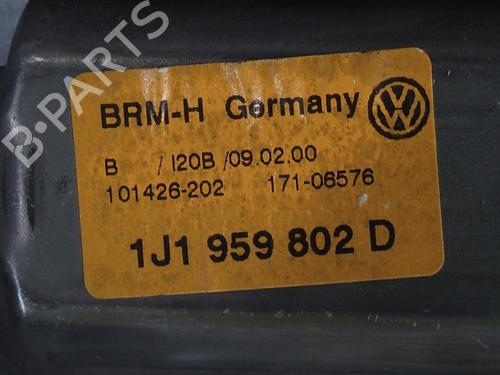 B-PARTS
BRM-H Germany
B / I20B /09.02.00
101426-202 171-06576
1J1 959 802 D